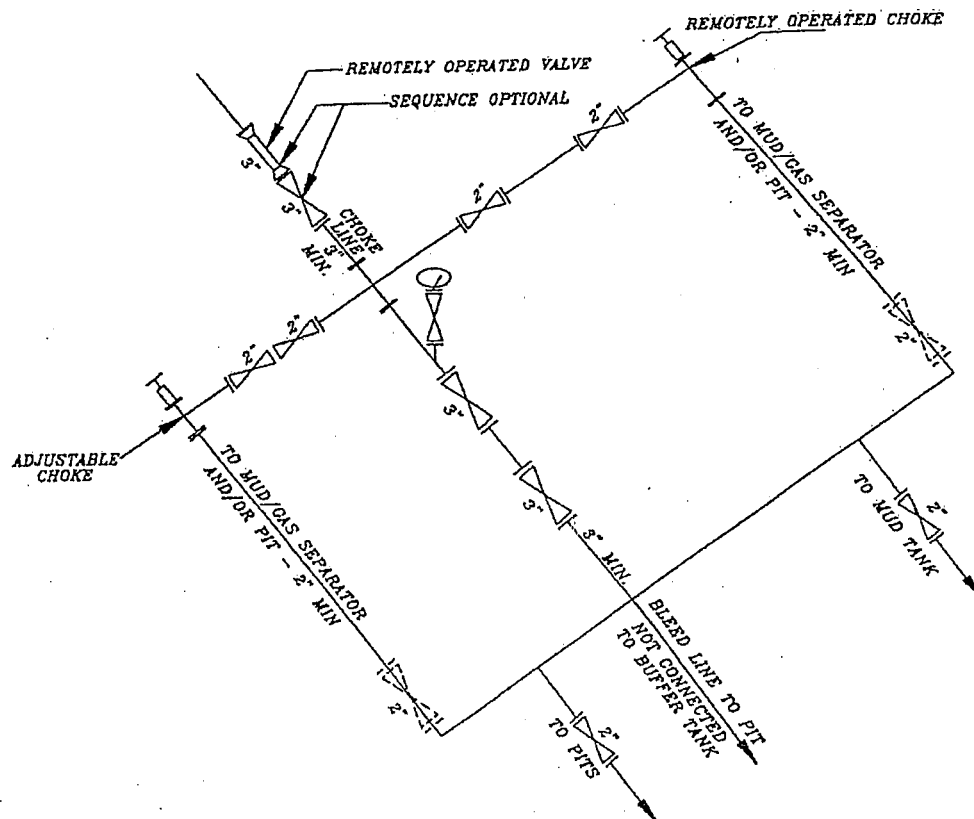 REMOTELY OPERATED CHOKE
REMOTELY OPERATED VALVE
SEQUENCE OPTIONAL
3"
3"
CHOKE
LINE
3"
MIN.
2"
2"
TO MUD/GAS SEPARATOR
AND/OR PIT - 2" MIN
2"
2"
2"
ADJUSTABLE
CHOKE
TO MUD/GAS SEPARATOR
AND/OR PIT - 2" MIN
2"
3"
3"
3" MIN.
BLEED LINE TO PIT
NOT CONNECTED
TO BUFFER TANK
2"
TO MUD TANK
2"
TO PITS